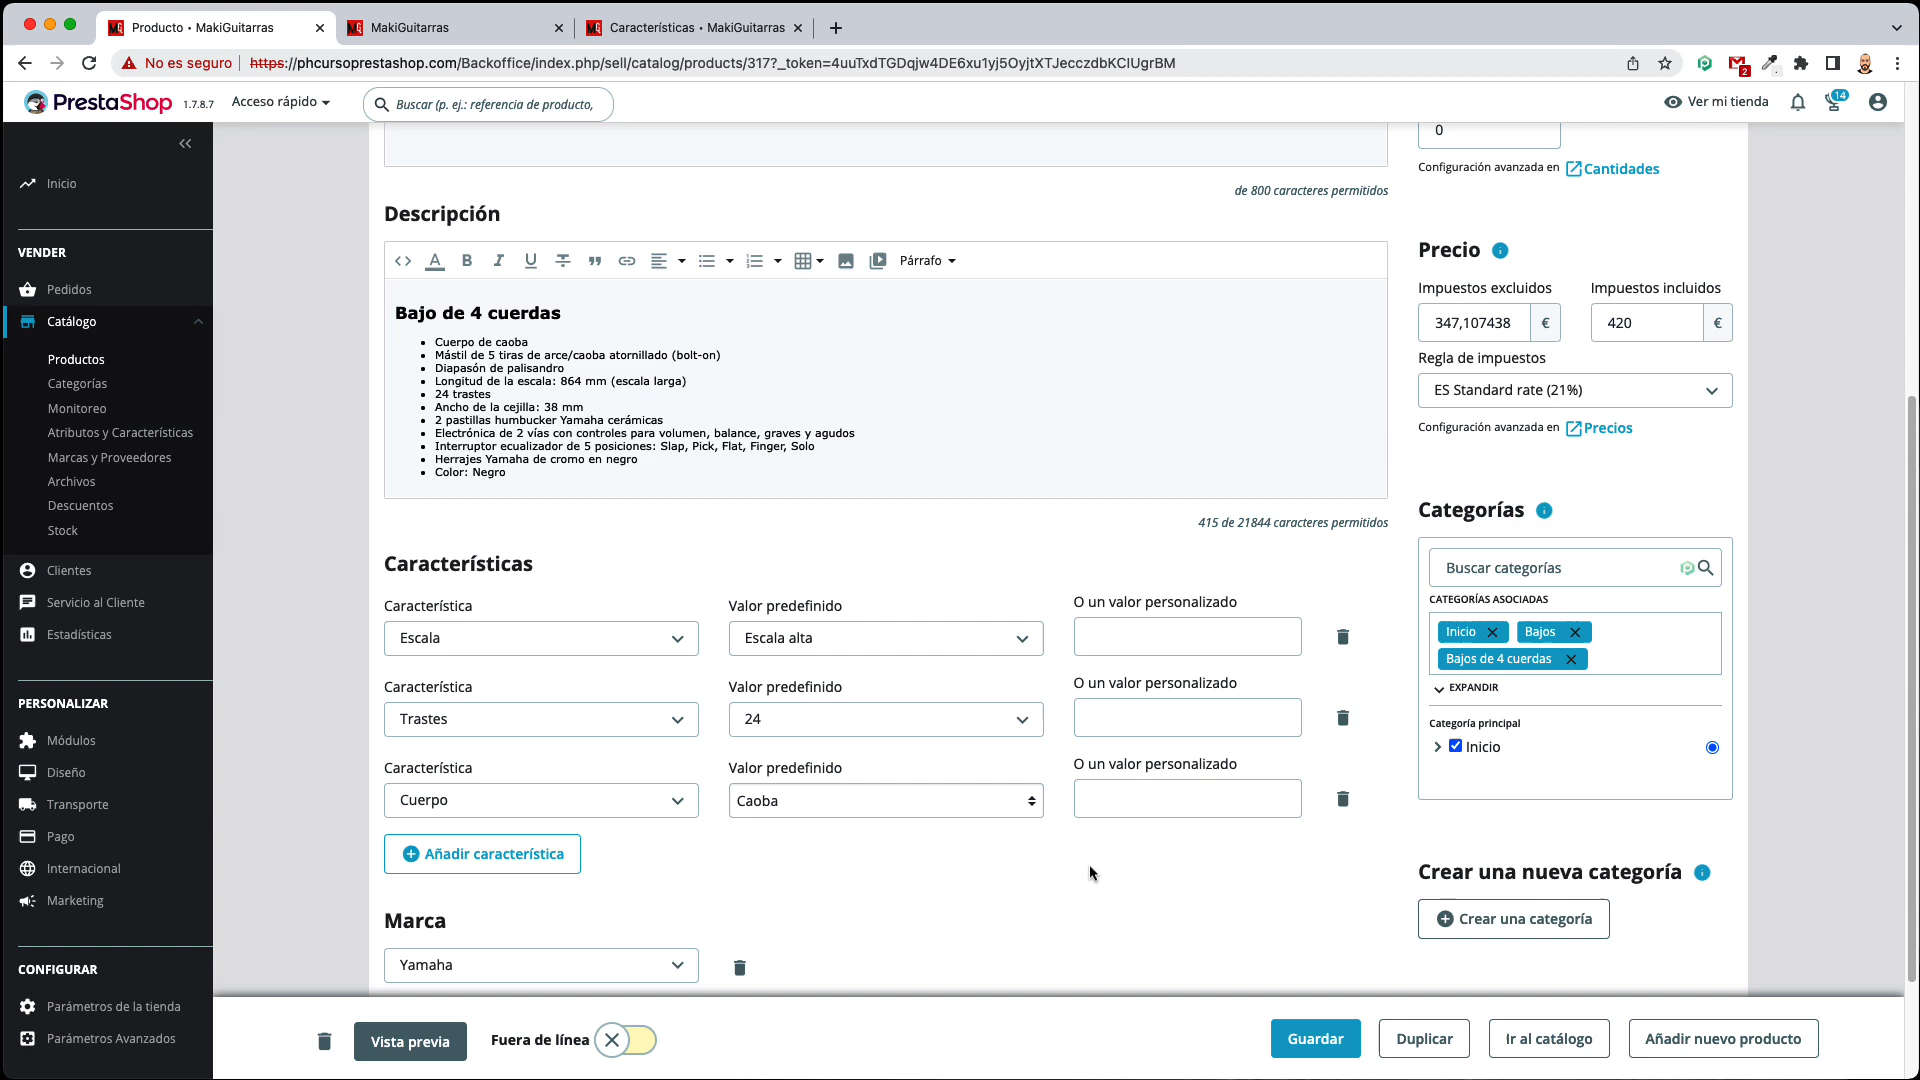 Producto • MakiGuitarras
MakiGuitarras
Características • MakiGuitarras
No es seguro
https://phcursoprestashop.com/Backoffice/index.php/sell/catalog/products/317?_token=4uuTxdTGDqjw4DE6xu1yj5OyjtXTJecczdbKCIUgrBM
2
PrestaShop
1.7.8.7
Acceso rápido
Buscar (p. ej.: referencia de producto,
Ver mi tienda
14
Inicio
VENDER
Pedidos
Catálogo
Productos
Categorías
Monitoreo
Atributos y Características
Marcas y Proveedores
Archivos
Descuentos
Stock
Clientes
Servicio al Cliente
Estadísticas
PERSONALIZAR
Módulos
Diseño
Transporte
Pago
Internacional
Marketing
CONFIGURAR
Parámetros de la tienda
Parámetros Avanzados
de 800 caracteres permitidos
Descripción
Párrafo
Bajo de 4 cuerdas
Cuerpo de caoba
Mástil de 5 tiras de arce/caoba atornillado (bolt-on)
Diapasón de palisandro
Longitud de la escala: 864 mm (escala larga)
24 trastes
Ancho de la cejilla: 38 mm
2 pastillas humbucker Yamaha cerámicas
Electrónica de 2 vías con controles para volumen, balance, graves y agudos
Interruptor ecualizador de 5 posiciones: Slap, Pick, Flat, Finger, Solo
Herrajes Yamaha de cromo en negro
Color: Negro
415 de 21844 caracteres permitidos
Características
Característica
Valor predefinido
O un valor personalizado
Escala
Escala alta
Característica
Valor predefinido
O un valor personalizado
Trastes
24
Característica
Valor predefinido
O un valor personalizado
Cuerpo
Caoba
Añadir característica
Marca
Yamaha
0
Configuración avanzada en Cantidades
Precio
Impuestos excluidos
Impuestos incluidos
347,107438 €
420 €
Regla de impuestos
ES Standard rate (21%)
Configuración avanzada en Precios
Categorías
Buscar categorías
CATEGORÍAS ASOCIADAS
Inicio
Bajos
Bajos de 4 cuerdas
EXPANDIR
Categoría principal
Inicio
Crear una nueva categoría
Crear una categoría
Vista previa
Fuera de línea
Guardar
Duplicar
Ir al catálogo
Añadir nuevo producto